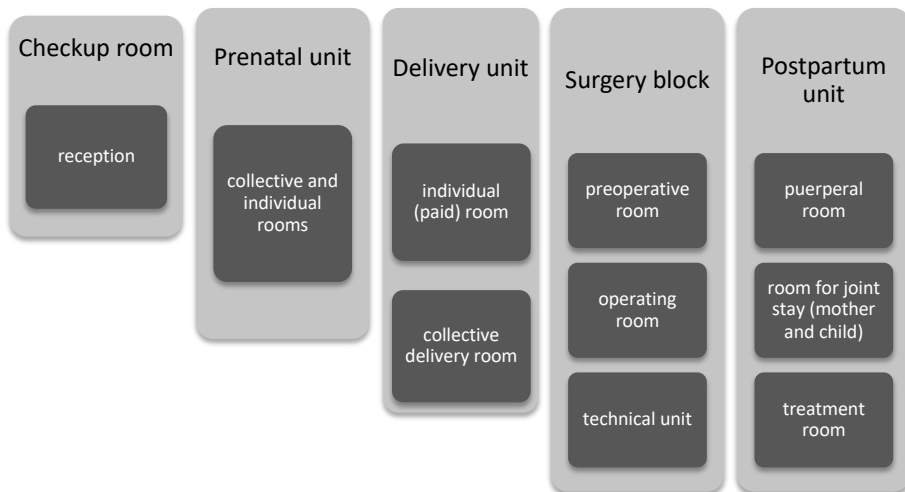 Checkup room
reception
Prenatal unit
collective and
individual
rooms
Delivery unit
individual
(paid) room
collective
delivery room
Surgery block
preoperative
room
operating
room
technical unit
Postpartum
unit
puerperal
room
room for joint
stay (mother
and child)
treatment
room